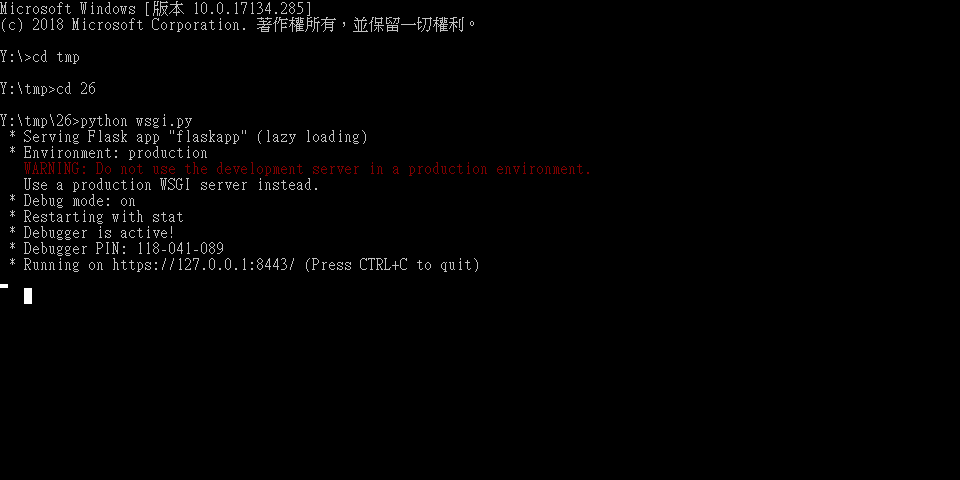 Microsoft Windows [版本 10.0.17134.285]
(c) 2018 Microsoft Corporation. 著作權所有，並保留一切權利。
Y:\>cd tmp
Y:\tmp>cd 26
Y:\tmp\26>python wsgi.py
* Serving Flask app "flaskapp" (lazy loading)
* Environment: production
WARNING: Do not use the development server in a production environment.
Use a production WSGI server instead.
* Debug mode: on
* Restarting with stat
* Debugger is active!
* Debugger PIN: 118-041-089
* Running on https://127.0.0.1:8443/ (Press CTRL+C to quit)